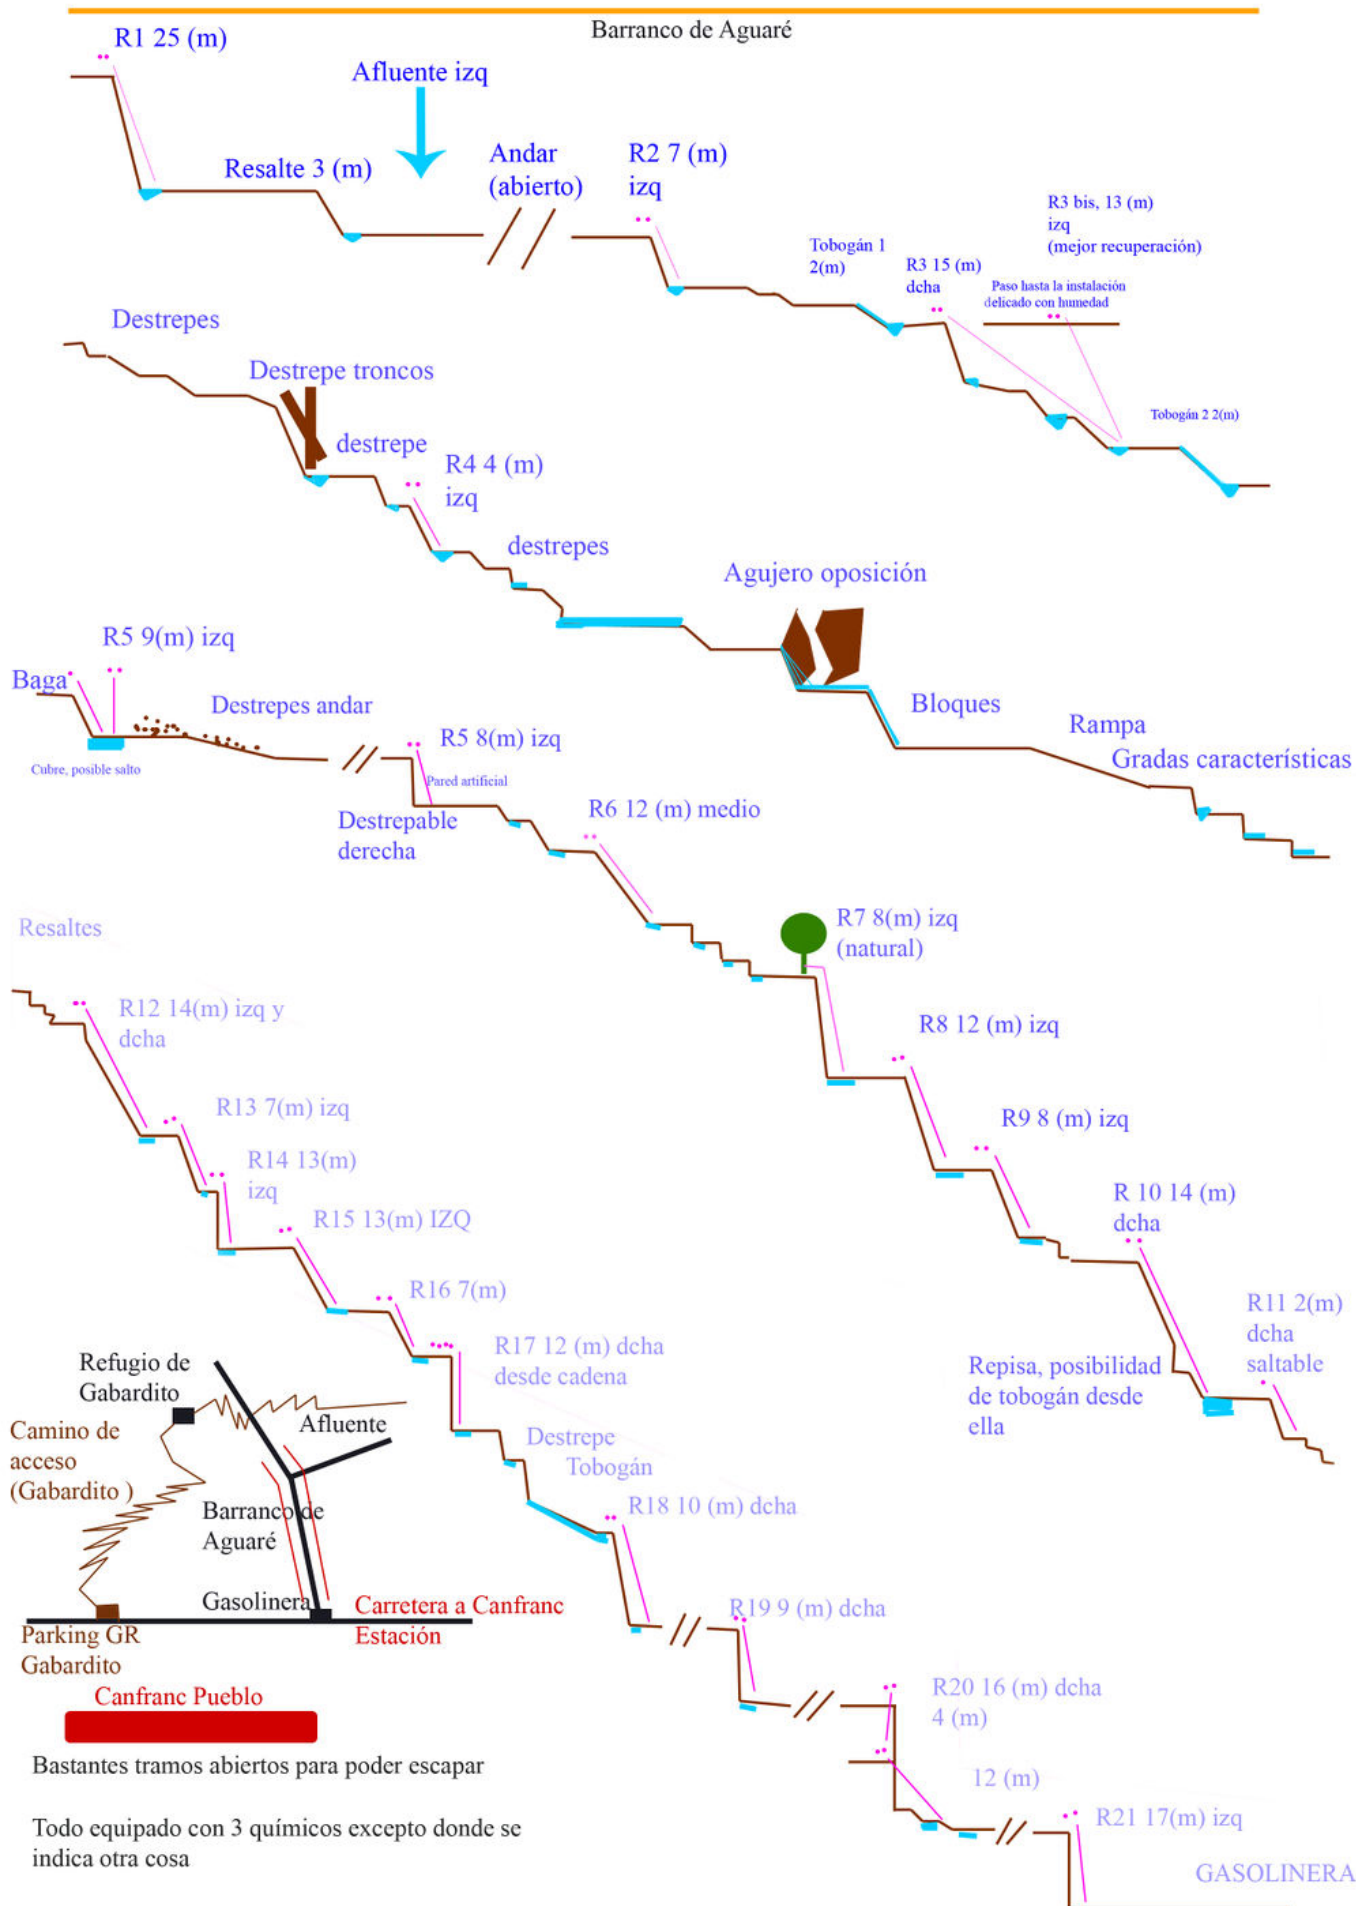 Barranco de Aguaré
R1 25 (m)
Afluente izq
Resalte 3 (m)
Andar
(abierto)
R2 7 (m)
izq
Tobogán 1
2(m)
R3 15 (m)
dcha
R3 bis, 13 (m)
izq
(mejor recuperación)
Paso hasta la instalación
delicado con humedad
Tobogán 2 2(m)
Destrepes
Destrepe troncos
destrepe
R4 4 (m)
izq
destrepes
Agujero oposición
Bloques
Rampa
Gradas características
Baga
R5 9(m) izq
Cubre, posible salto
Destrepes andar
R5 8(m) izq
Pared artificial
Destrepable
derecha
R6 12 (m) medio
R7 8(m) izq
(natural)
R8 12 (m) izq
R9 8 (m) izq
R 10 14 (m)
dcha
Repisa, posibilidad
de tobogán desde
ella
R11 2(m)
dcha
saltable
Resaltes
R12 14(m) izq y
dcha
R13 7(m) izq
R14 13(m)
izq
R15 13(m) IZQ
R16 7(m)
R17 12 (m) dcha
desde cadena
Destrepe
Tobogán
R18 10 (m) dcha
R19 9 (m) dcha
R20 16 (m) dcha
4 (m)
12 (m)
R21 17(m) izq
GASOLINERA
Refugio de
Gabardito
Camino de
acceso
(Gabardito )
Afluente
Barranco de
Aguaré
Gasolinera
Carretera a Canfranc
Estación
Parking GR
Gabardito
Canfranc Pueblo
Bastantes tramos abiertos para poder escapar
Todo equipado con 3 químicos excepto donde se
indica otra cosa